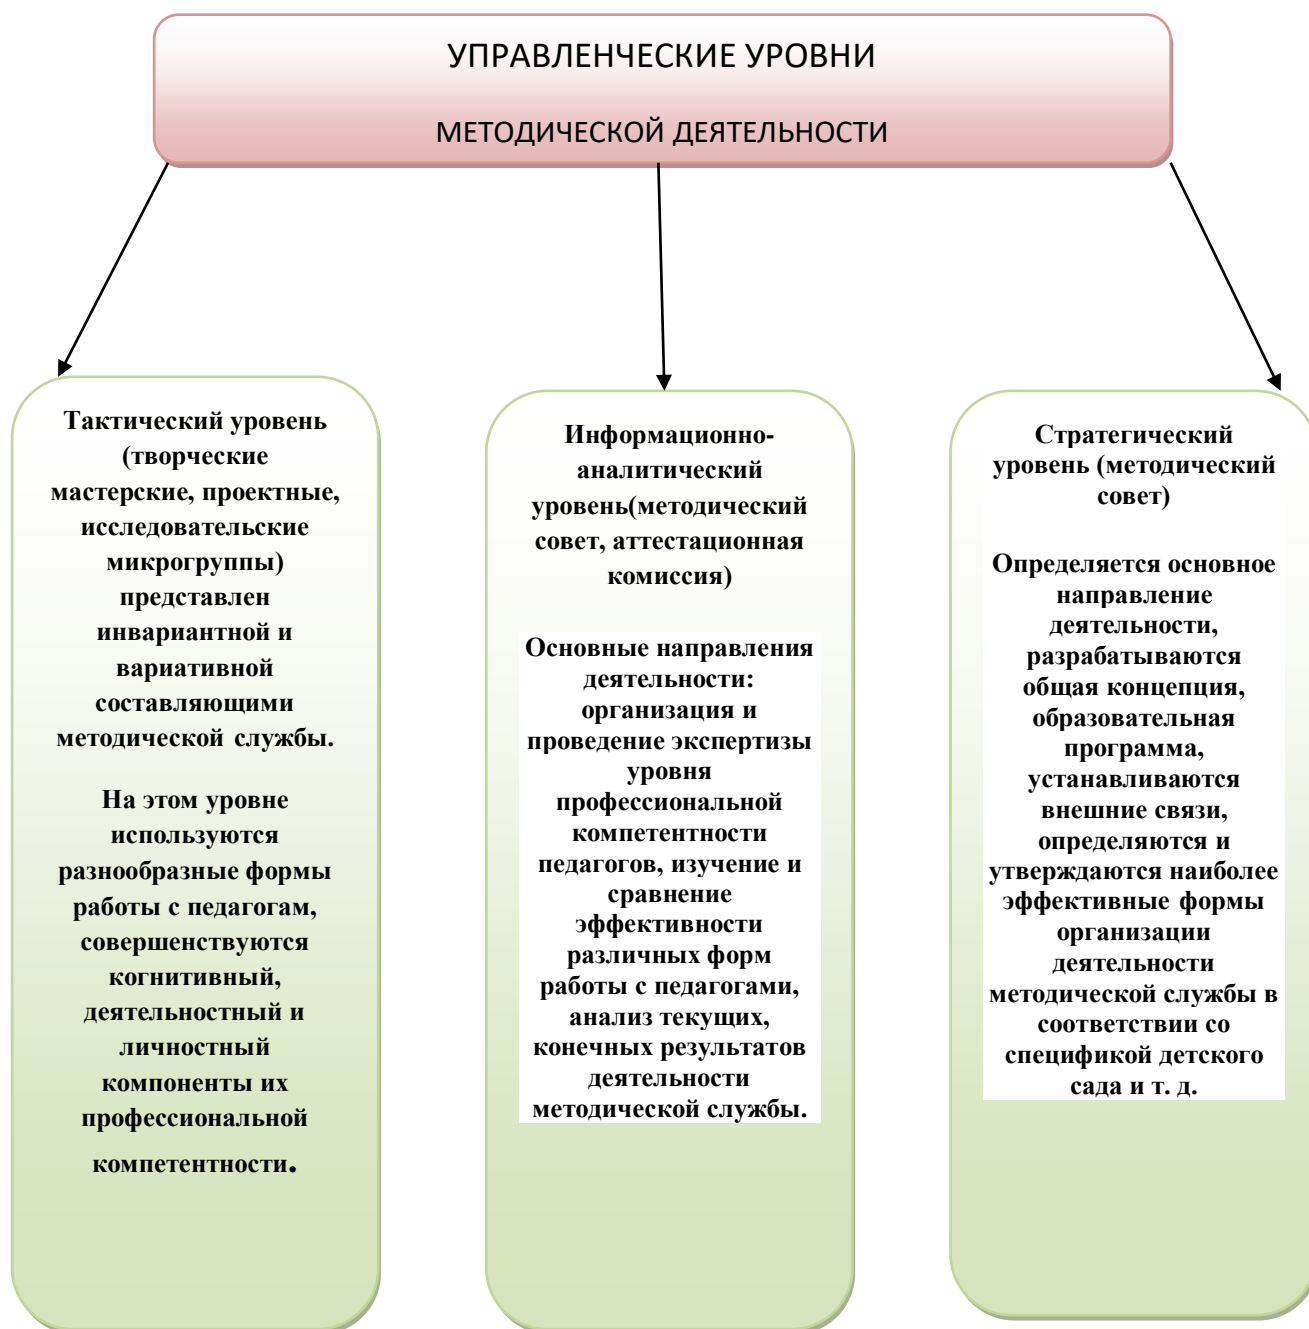 УПРАВЛЕНЧЕСКИЕ УРОВНИ
МЕТОДИЧЕСКОЙ ДЕЯТЕЛЬНОСТИ
Тактический уровень
(творческие
мастерские, проектные,
исследовательские
микрогруппы)
представлен
инвариантной и
вариативной
составляющими
методической службы.
На этом уровне
используются
разнообразные формы
работы с педагогам,
совершенствуются
когнитивный,
деятельностный и
личностный
компоненты их
профессиональной
компетентности.
Информационно-
аналитический
уровень(методический
совет, аттестационная
комиссия)
Основные направления
деятельности:
организация и
проведение экспертизы
уровня
профессиональной
компетентности
педагогов, изучение и
сравнение
эффективности
различных форм
работы с педагогами,
анализ текущих,
конечных результатов
деятельности
методической службы.
Стратегический
уровень (методический
совет)
Определяется основное
направление
деятельности,
разрабатываются
общая концепция,
образовательная
программа,
устанавливаются
внешние связи,
определяются и
утверждаются наиболее
эффективные формы
организации
деятельности
методической службы в
соответствии со
спецификой детского
сада и т. д.